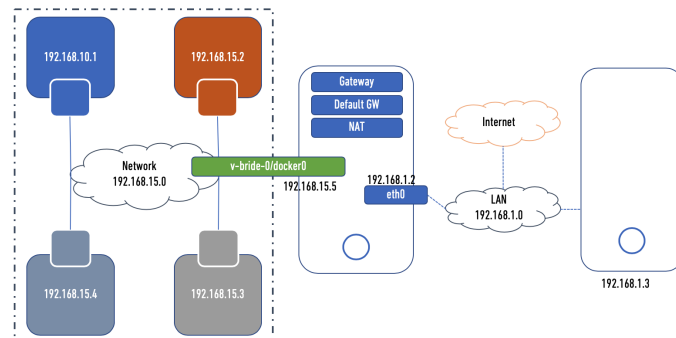 192.168.10.1
192.168.15.2
Gateway
Default GW
NAT
Internet
Network
192.168.15.0
v-bride-0/docker0
192.168.15.5
192.168.1.2
eth0
LAN
192.168.1.0
192.168.15.4
192.168.15.3
192.168.1.3